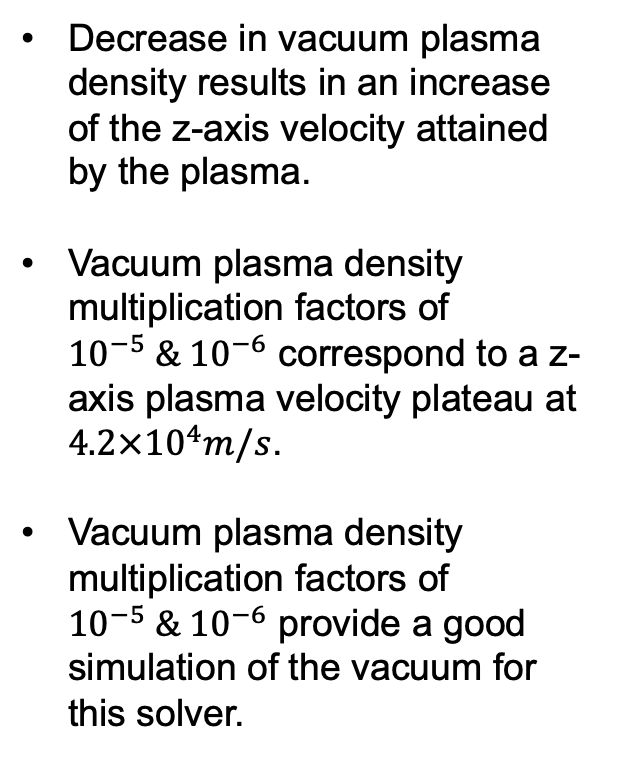 • Decrease in vacuum plasma
density results in an increase
of the z-axis velocity attained
by the plasma.
• Vacuum plasma density
multiplication factors of
10⁻⁵ & 10⁻⁶ correspond to a z-
axis plasma velocity plateau at
4.2×10⁴m/s.
• Vacuum plasma density
multiplication factors of
10⁻⁵ & 10⁻⁶ provide a good
simulation of the vacuum for
this solver.